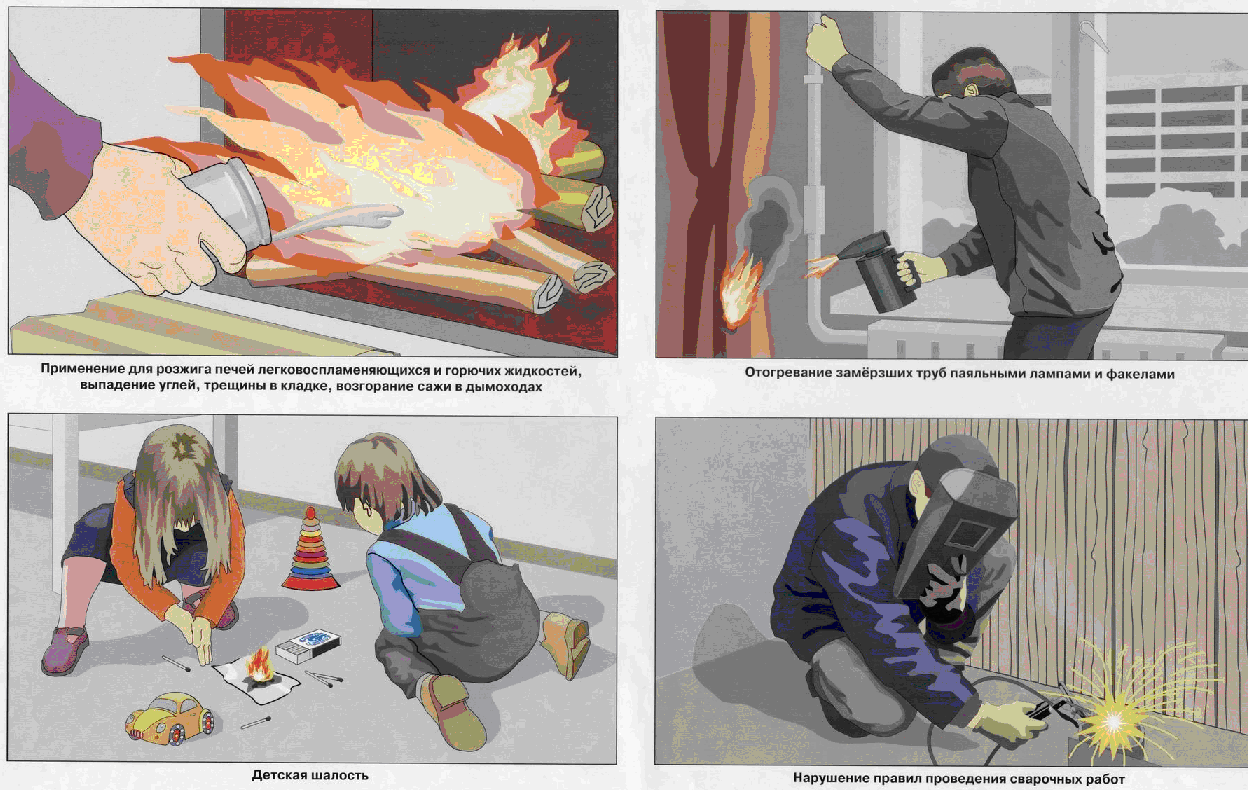 Применение для розжига печей легковоспламеняющихся и горючих жидкостей,
выпадение углей, трещины в кладке, возгорание сажи в дымоходах
Отогревание замёрзших труб паяльными лампами и факелами
Детская шалость
Нарушение правил проведения сварочных работ